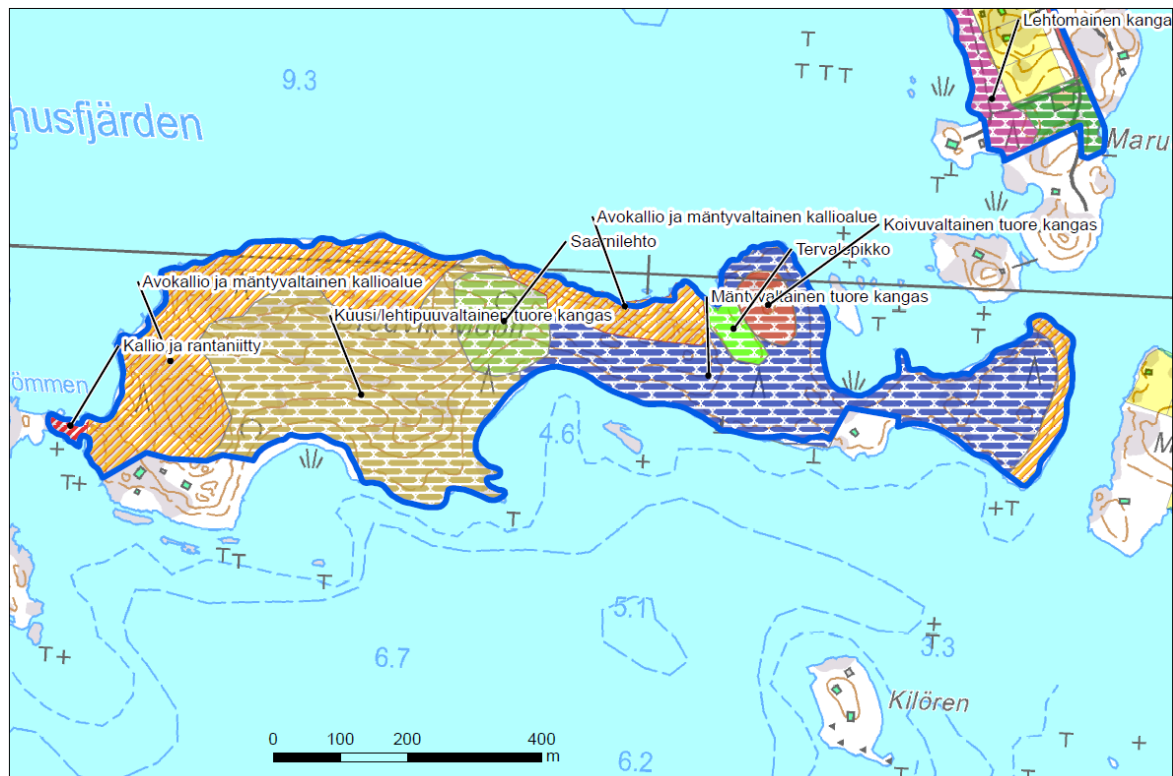 Lehtomainen kanga
9.3
husfjärden
Maru
Avokallio ja mäntyvaltainen kallioalue
Koivuvaltainen tuore kangas
Saarnilehto
Tervalepikko
Avokallio ja mäntyvaltainen kallioalue
Mäntyvaltainen tuore kangas
Kuusi/lehtipuuvaltainen tuore kangas
Kallio ja rantaniitty
ömmen
4.6
M
5.1
3.3
6.7
Kilören
0 100 200 400
m
6.2